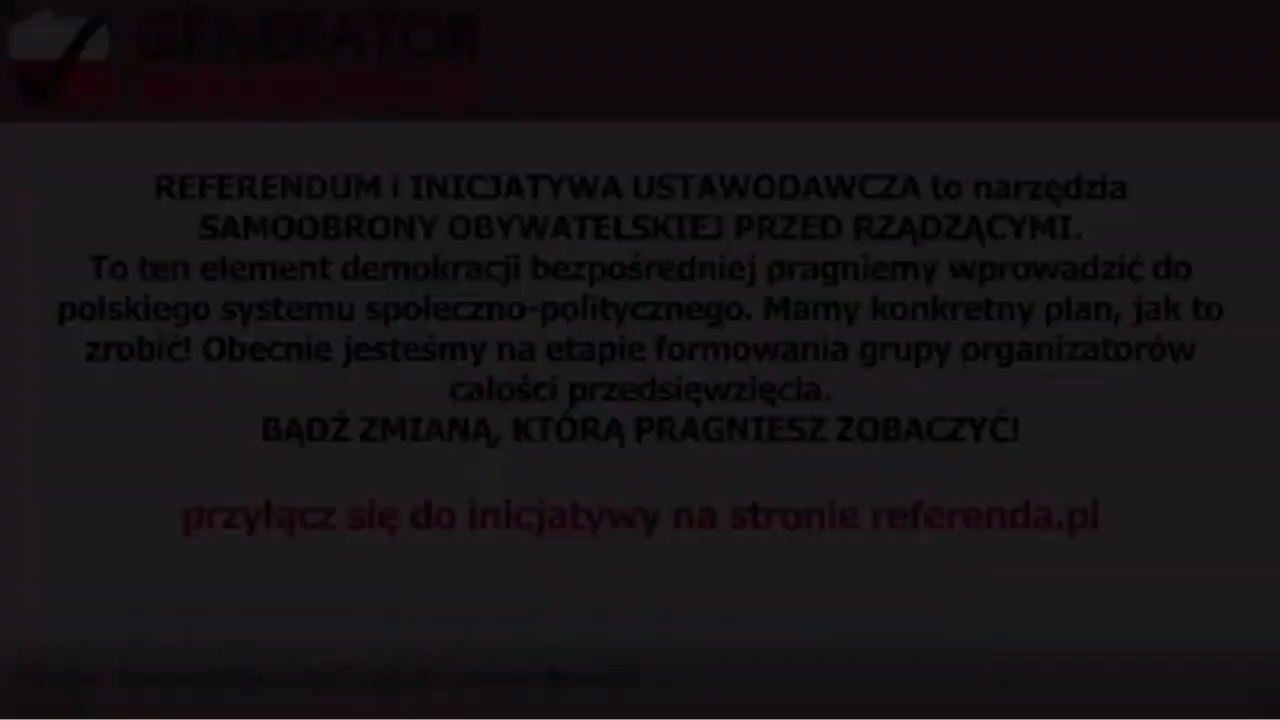 GENERATOR
REFERENDUM i INICJATYWA USTAWODAWCZA to narzędzia
SAMOOBRONY OBYWATELSKIEJ PRZED RZĄDZĄCYMI.
To ten element demokracji bezpośredniej pragniemy wprowadzić do
polskiego systemu społeczno-politycznego. Mamy konkretny plan, jak to
zrobić! Obecnie jesteśmy na etapie formowania grupy organizatorów
całości przedsięwzięcia.
BĄDŹ ZMIANĄ, KTÓRĄ PRAGNIESZ ZOBACZYĆ!
przyłącz się do inicjatywy na stronie referenda.pl